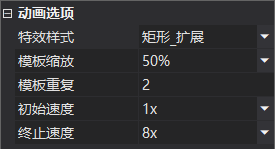 动画选项
特效样式 矩形_扩展
模板缩放 50%
模板重复 2
初始速度 1x
终止速度 8x